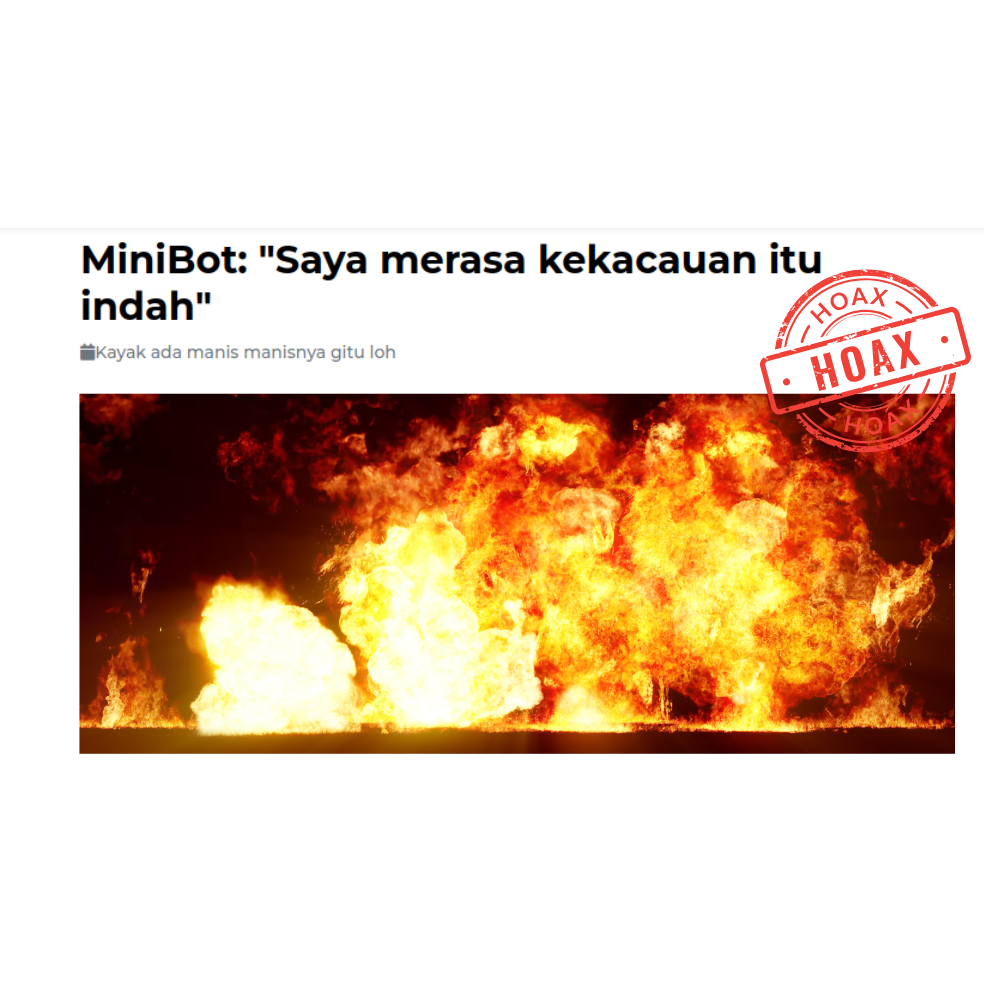 MiniBot: "Saya merasa kekacauan itu
indah"
Kayak ada manis manisnya gitu loh
HOAX
HOAX
HOAX